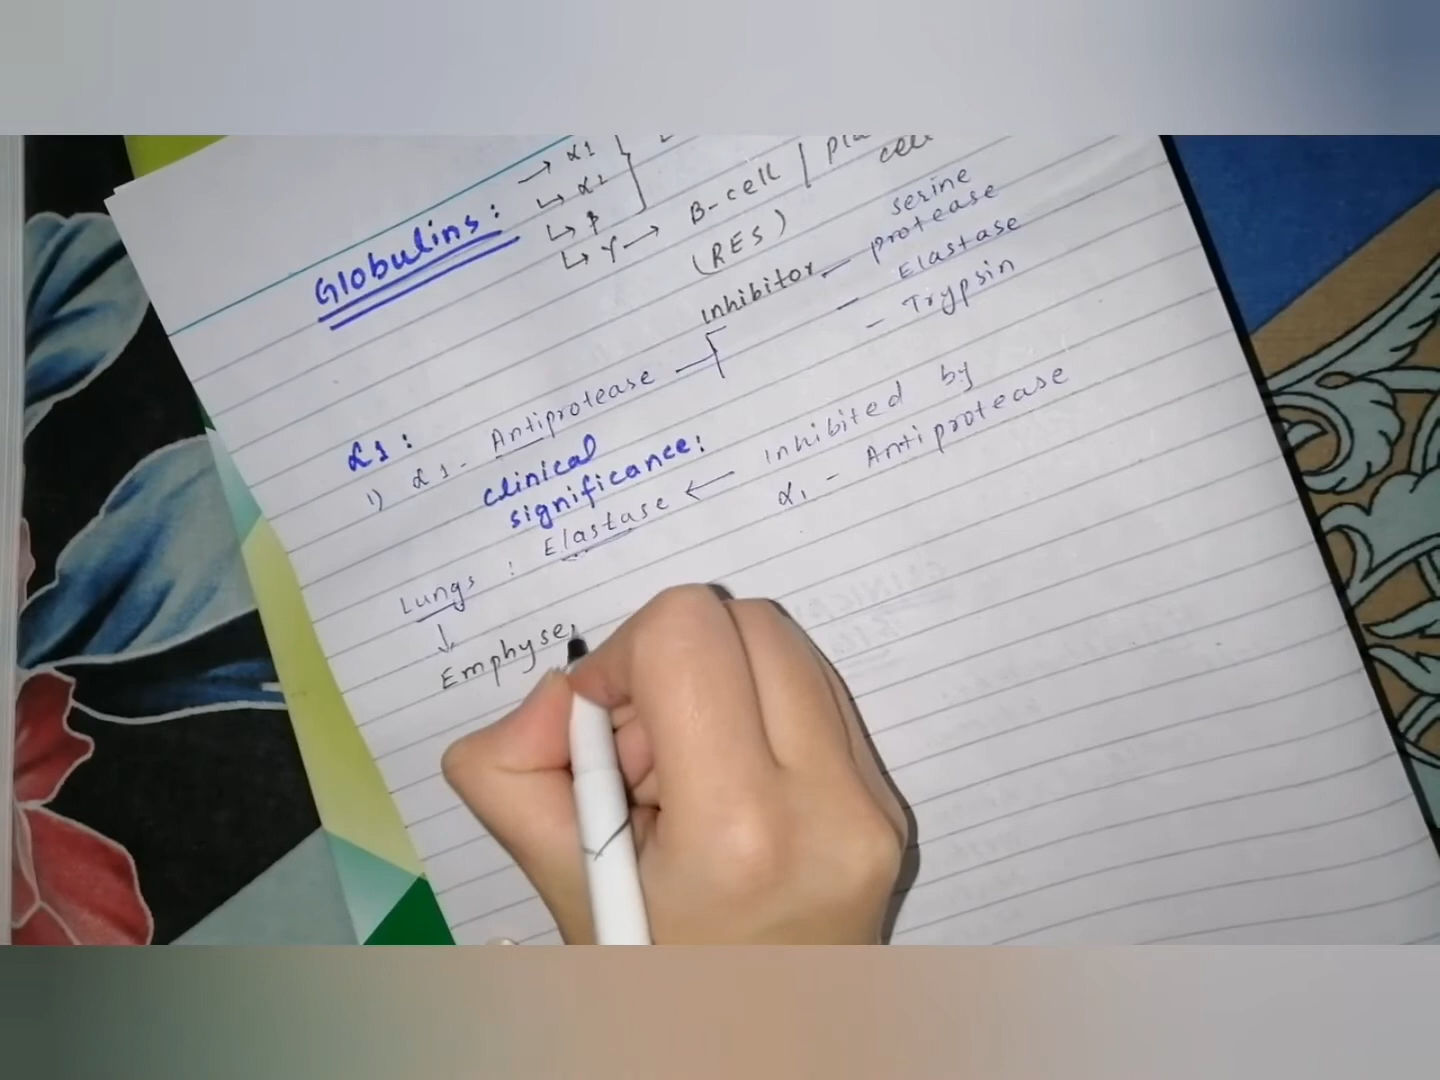 → α1
Globulins: ↳ α2
↳ β
↳ γ → B-cell |
cell
(RES)
Inhibitor – serine
protease
– Elastase
– Trypsin
α1:
1) α1 - Antiprotease →
clinical
significance:
Lungs : Elastase ← Inhibited by
α1 - Antiprotease
↓
Emphyse